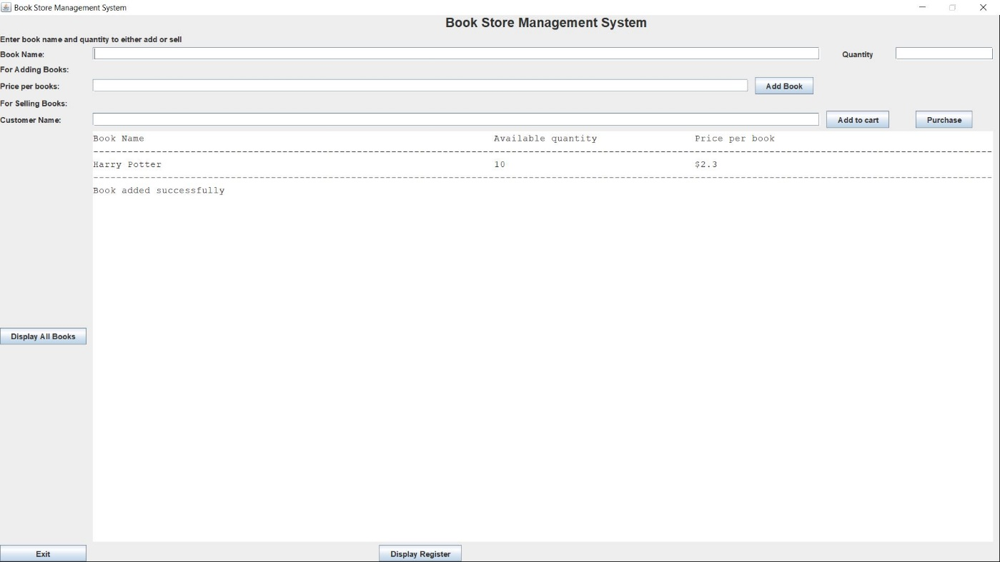 Book Store Management System
Book Store Management System
Enter book name and quantity to either add or sell
Book Name: Quantity
For Adding Books:
Price per books: Add Book
For Selling Books:
Customer Name: Add to cart Purchase
Book Name Available quantity Price per book
Harry Potter 10 $2.3
Book added successfully
Display All Books
Exit Display Register